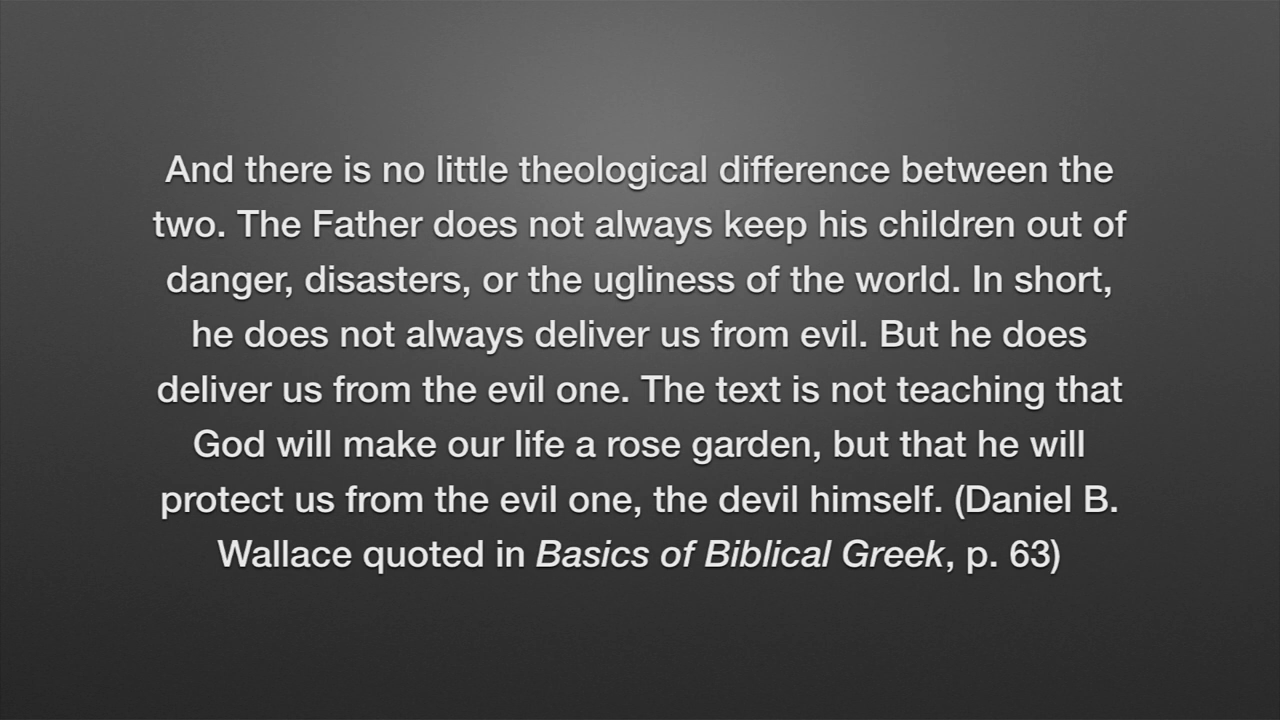 And there is no little theological difference between the
two. The Father does not always keep his children out of
danger, disasters, or the ugliness of the world. In short,
he does not always deliver us from evil. But he does
deliver us from the evil one. The text is not teaching that
God will make our life a rose garden, but that he will
protect us from the evil one, the devil himself. (Daniel B.
Wallace quoted in Basics of Biblical Greek, p. 63)